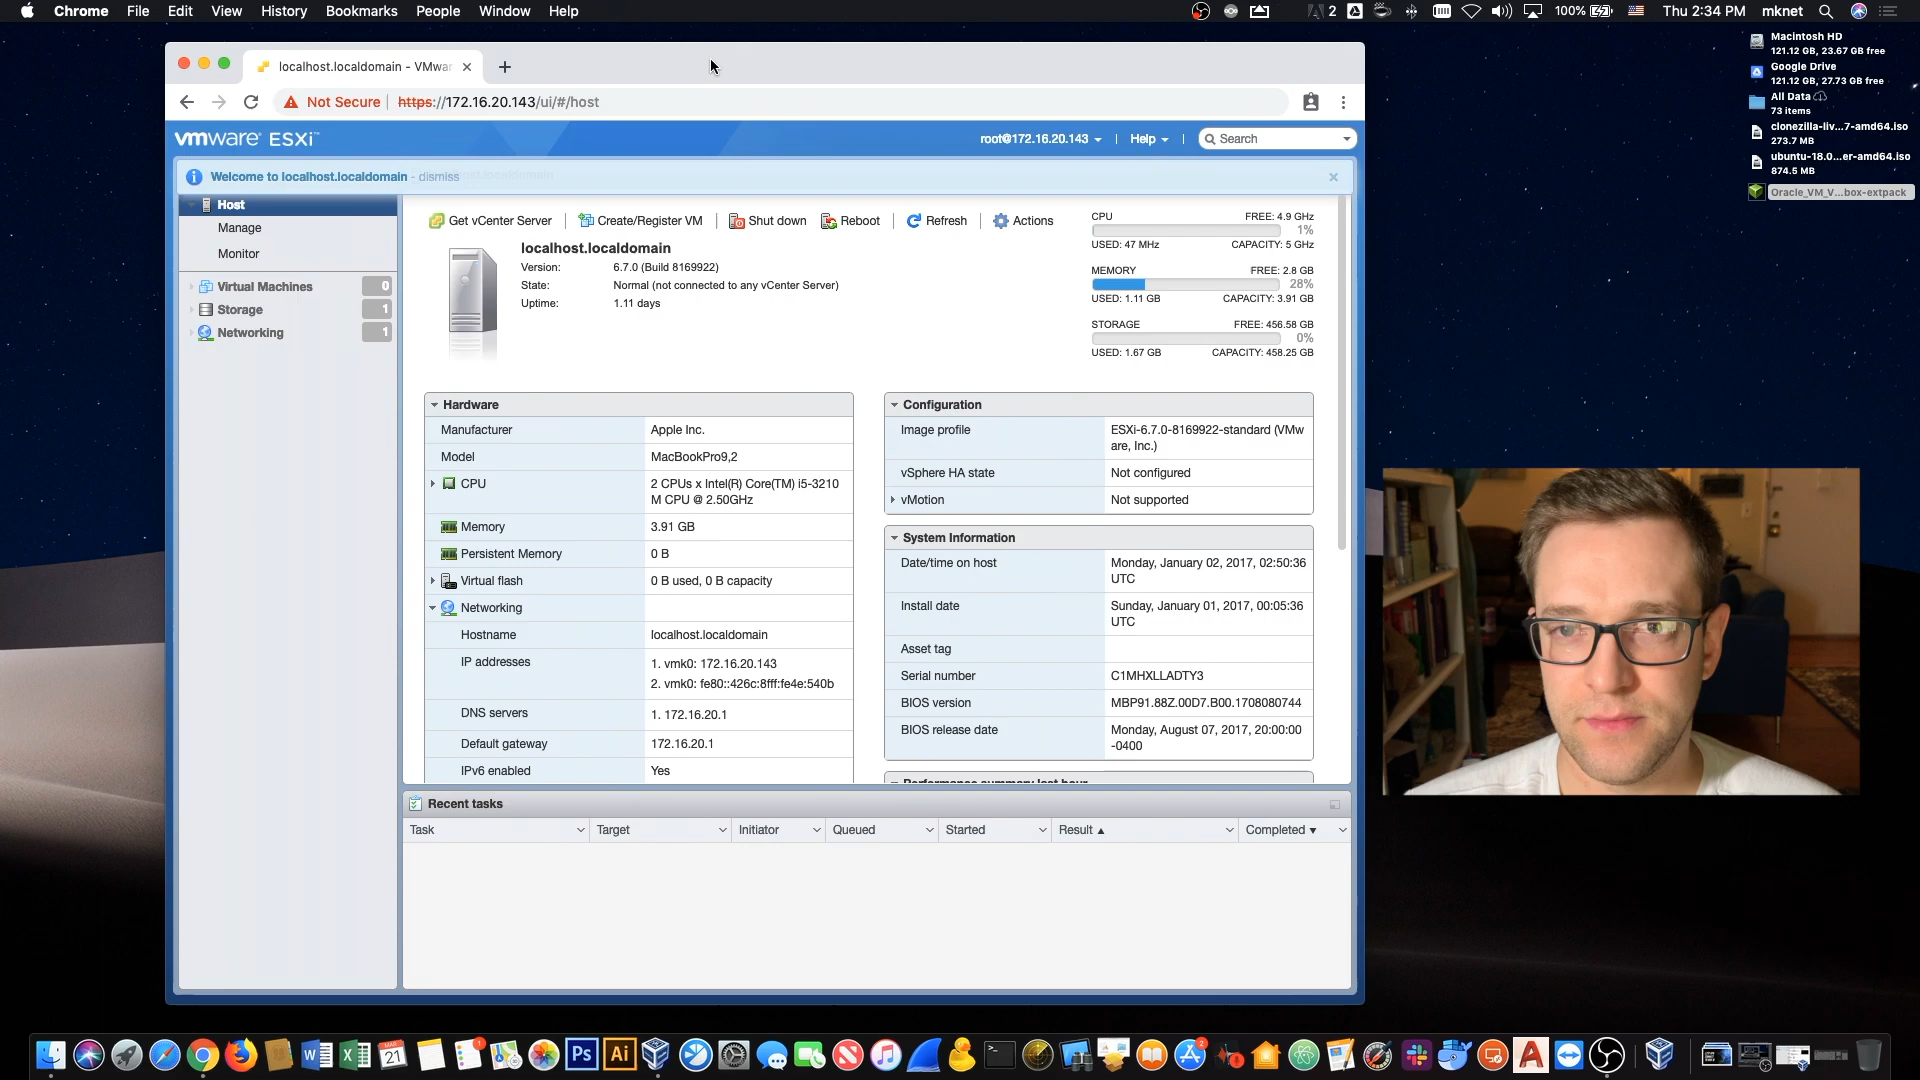 Chrome File Edit View History Bookmarks People Window Help
2 100% Thu 2:34 PM mknet
Macintosh HD
121.12 GB, 23.67 GB free
Google Drive
121.12 GB, 27.73 GB free
All Data
73 items
clonezilla-liv...7-amd64.iso
273.7 MB
ubuntu-18.0...er-amd64.iso
874.5 MB
Oracle_VM_V...box-extpack
localhost.localdomain - VMwar
Not Secure https://172.16.20.143/ui/#/host
vmware ESXi
root@172.16.20.143 Help Search
Welcome to localhost.localdomain - dismiss
Host
Manage
Monitor
Virtual Machines 0
Storage 1
Networking 1
Get vCenter Server Create/Register VM Shut down Reboot Refresh Actions
localhost.localdomain
Version: 6.7.0 (Build 8169922)
State: Normal (not connected to any vCenter Server)
Uptime: 1.11 days
CPU FREE: 4.9 GHz
1%
USED: 47 MHz CAPACITY: 5 GHz
MEMORY FREE: 2.8 GB
28%
USED: 1.11 GB CAPACITY: 3.91 GB
STORAGE FREE: 456.58 GB
0%
USED: 1.67 GB CAPACITY: 458.25 GB
Hardware
Manufacturer Apple Inc.
Model MacBookPro9,2
CPU 2 CPUs x Intel(R) Core(TM) i5-3210
M CPU @ 2.50GHz
Memory 3.91 GB
Persistent Memory 0 B
Virtual flash 0 B used, 0 B capacity
Networking
Hostname localhost.localdomain
IP addresses 1. vmk0: 172.16.20.143
2. vmk0: fe80::426c:8fff:fe4e:540b
DNS servers 1. 172.16.20.1
Default gateway 172.16.20.1
IPv6 enabled Yes
Configuration
Image profile ESXi-6.7.0-8169922-standard (VMw
are, Inc.)
vSphere HA state Not configured
vMotion Not supported
System Information
Date/time on host Monday, January 02, 2017, 02:50:36
UTC
Install date Sunday, January 01, 2017, 00:05:36
UTC
Asset tag
Serial number C1MHXLLADTY3
BIOS version MBP91.88Z.00D7.B00.1708080744
BIOS release date Monday, August 07, 2017, 20:00:00
-0400
Performance summary last hour
Recent tasks
Task Target Initiator Queued Started Result Completed
MAR
21
1
Ps
Ai
2